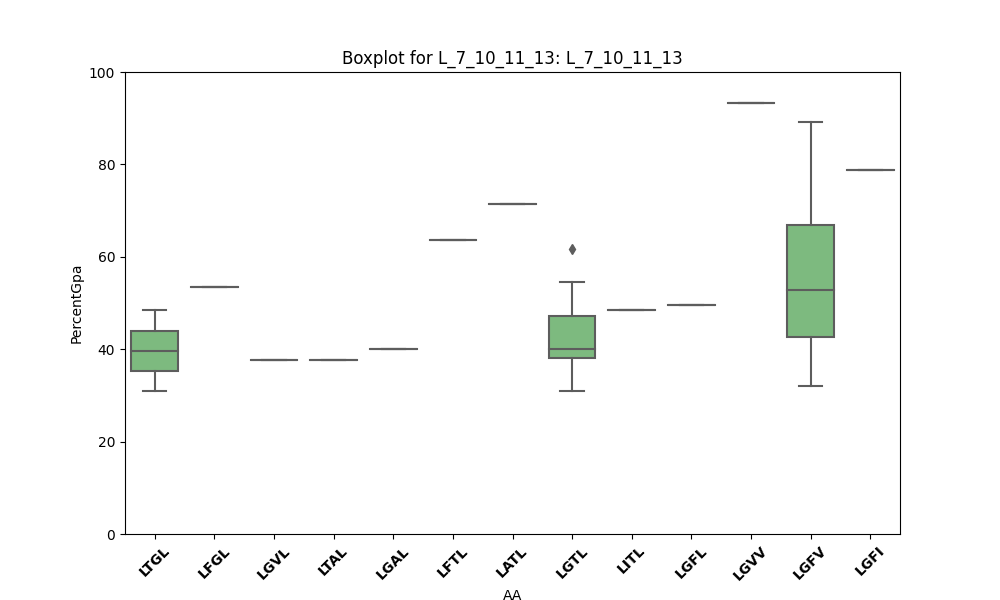 Boxplot for L_7_10_11_13: L_7_10_11_13
100
80
60
40
20
0
PercentGpa
LTGL LFGL LGVL LTAL LGAL LFTL LATL LGTL LITL LGFL LGVV LGFV LGFI
AA